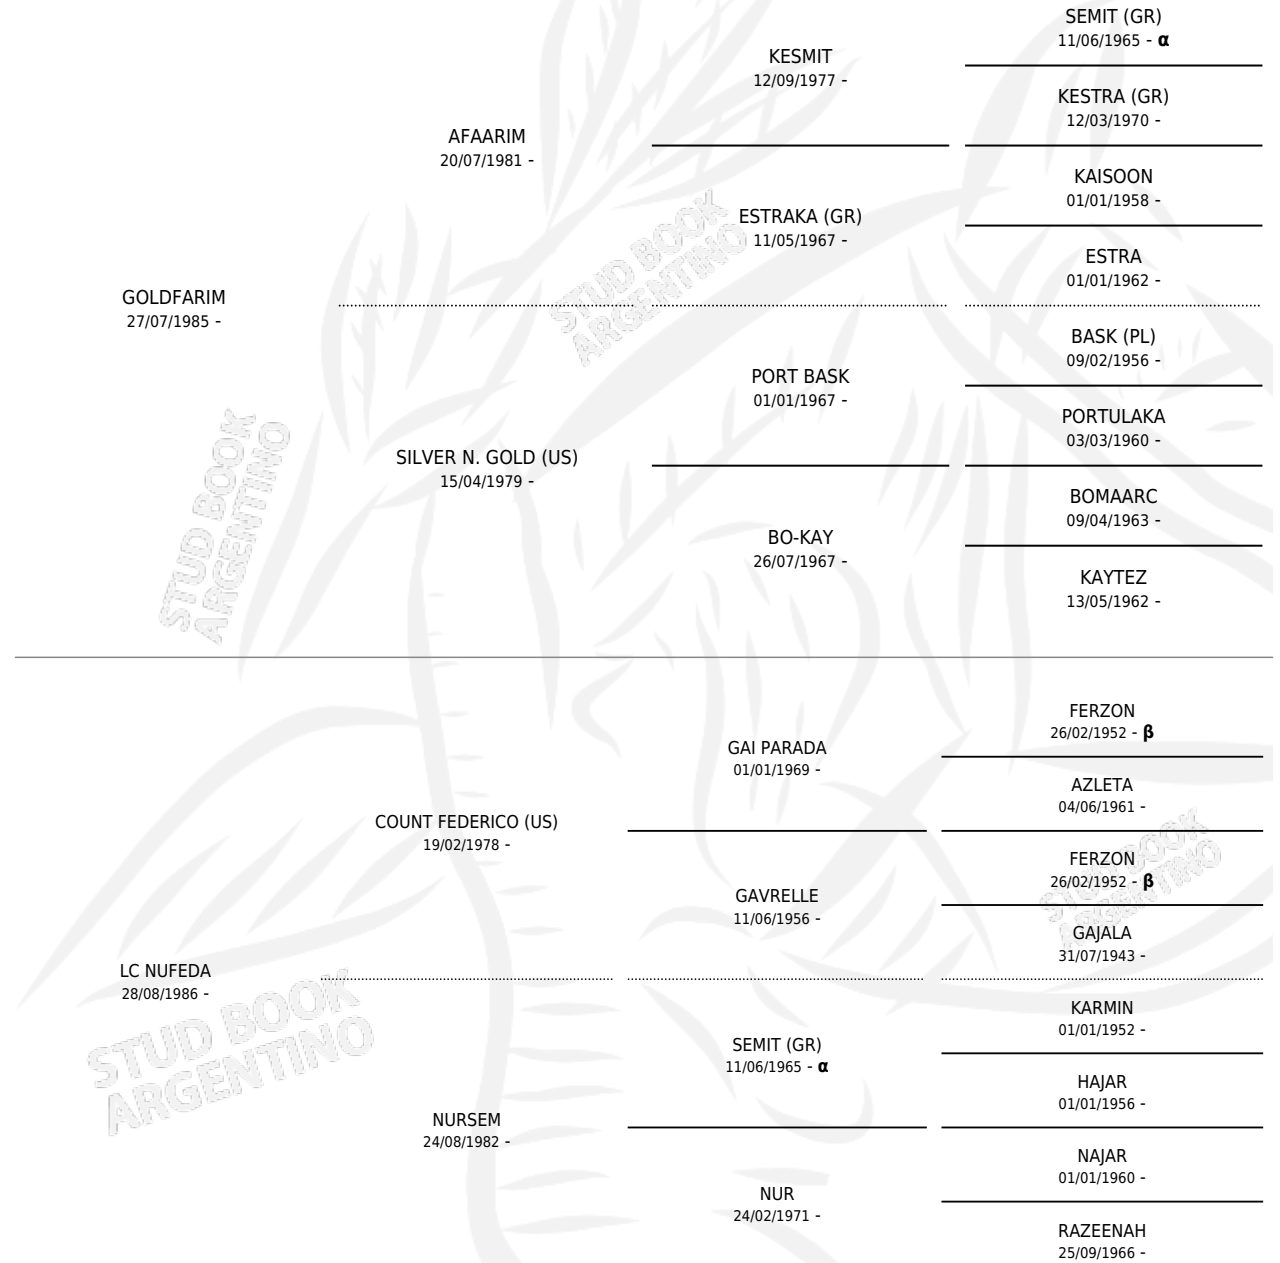 SEMIT (GR)
11/06/1965 - α
KESMIT
12/09/1977 -
KESTRA (GR)
12/03/1970 -
AFAARIM
20/07/1981 -
KAISOON
01/01/1958 -
ESTRAKA (GR)
11/05/1967 -
ESTRA
01/01/1962 -
GOLDFARIM
27/07/1985 -
BASK (PL)
09/02/1956 -
PORT BASK
01/01/1967 -
PORTULAKA
03/03/1960 -
SILVER N. GOLD (US)
15/04/1979 -
BOMAARC
09/04/1963 -
BO-KAY
26/07/1967 -
KAYTEZ
13/05/1962 -
FERZON
26/02/1952 - β
GAI PARADA
01/01/1969 -
AZLETA
04/06/1961 -
COUNT FEDERICO (US)
19/02/1978 -
FERZON
26/02/1952 - β
GAVRELLE
11/06/1956 -
GAJALA
31/07/1943 -
LC NUFEDA
28/08/1986 -
KARMIN
01/01/1952 -
SEMIT (GR)
11/06/1965 - α
HAJAR
01/01/1956 -
NURSEM
24/08/1982 -
NAJAR
01/01/1960 -
NUR
24/02/1971 -
RAZEENAH
25/09/1966 -
STUD BOOK
ARGENTINO
STUD BOOK
ARGENTINO
STUD BOOK
ARGENTINO
STUD BOOK
ARGENTINO